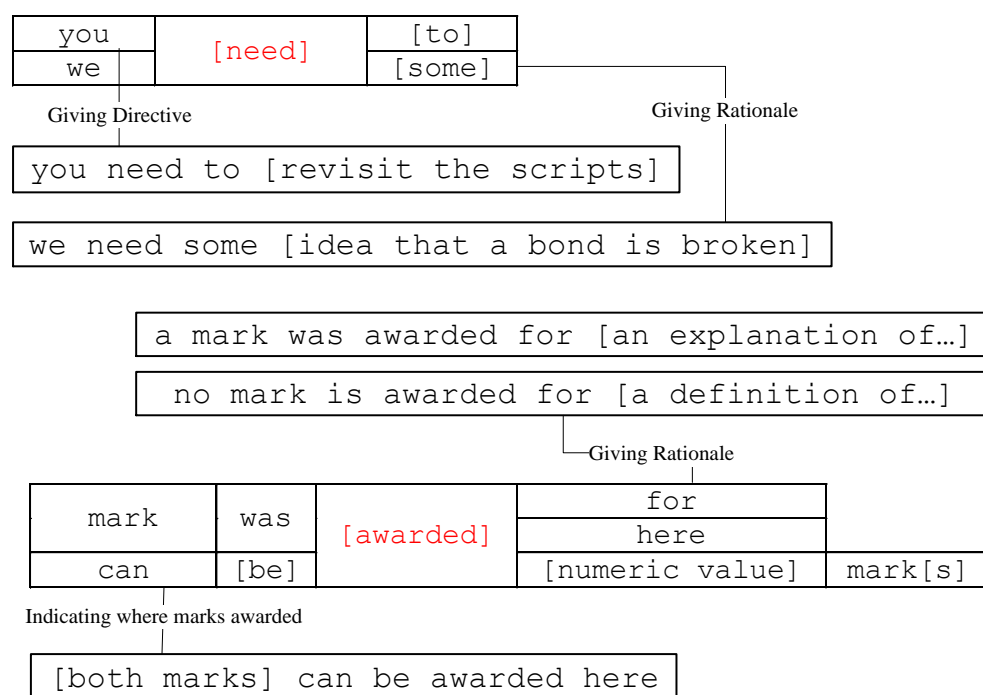 you [need] [to]
we [some]
Giving Directive Giving Rationale
you need to [revisit the scripts]
we need some [idea that a bond is broken]
a mark was awarded for [an explanation of…]
no mark is awarded for [a definition of…]
Giving Rationale
mark was [awarded] for
here
can [be] [numeric value] mark[s]
Indicating where marks awarded
[both marks] can be awarded here